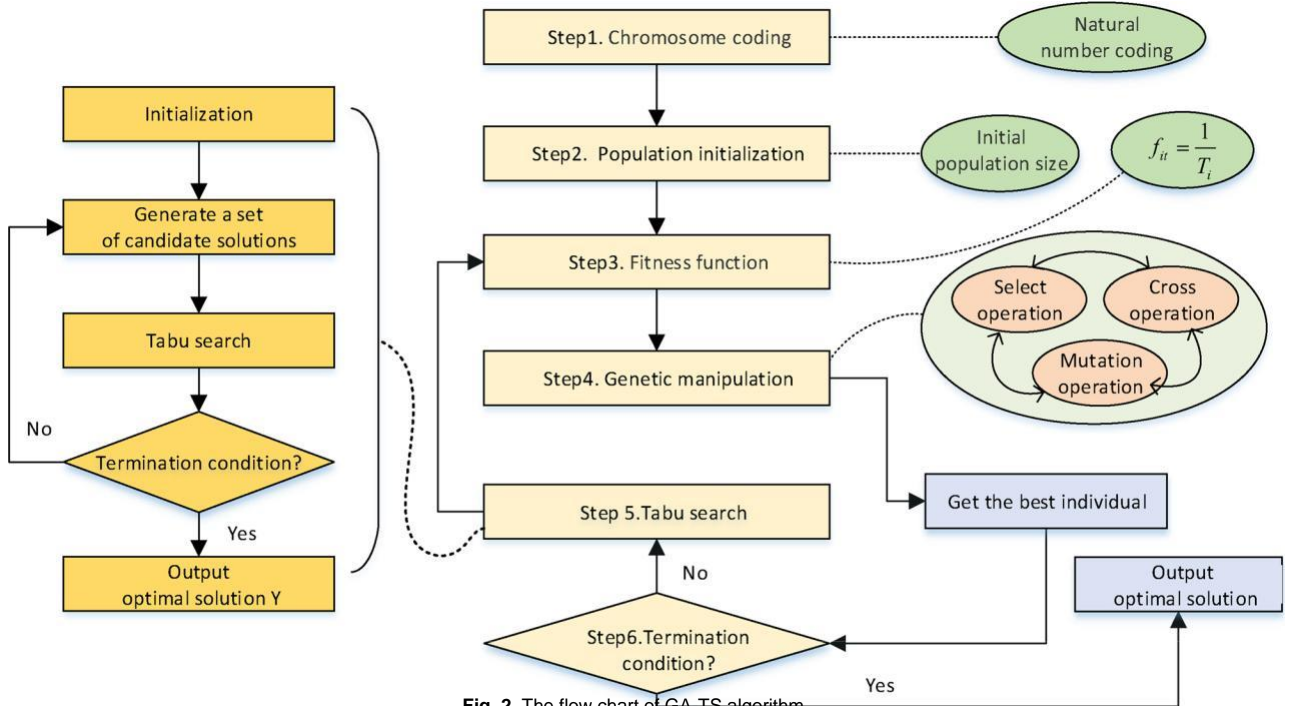 Initialization
Generate a set
of candidate solutions
Tabu search
Termination condition?
No
Yes
Output
optimal solution Y
Step1. Chromosome coding
Natural
number coding
Step2. Population initialization
Initial
population size
f_{it} = \frac{1}{T_i}
Step3. Fitness function
Select
operation
Cross
operation
Mutation
operation
Step4. Genetic manipulation
Get the best individual
Step 5.Tabu search
No
Output
optimal solution
Step6.Termination
condition?
Yes
Fig. 2. The flow chart of GA-TS algorithm